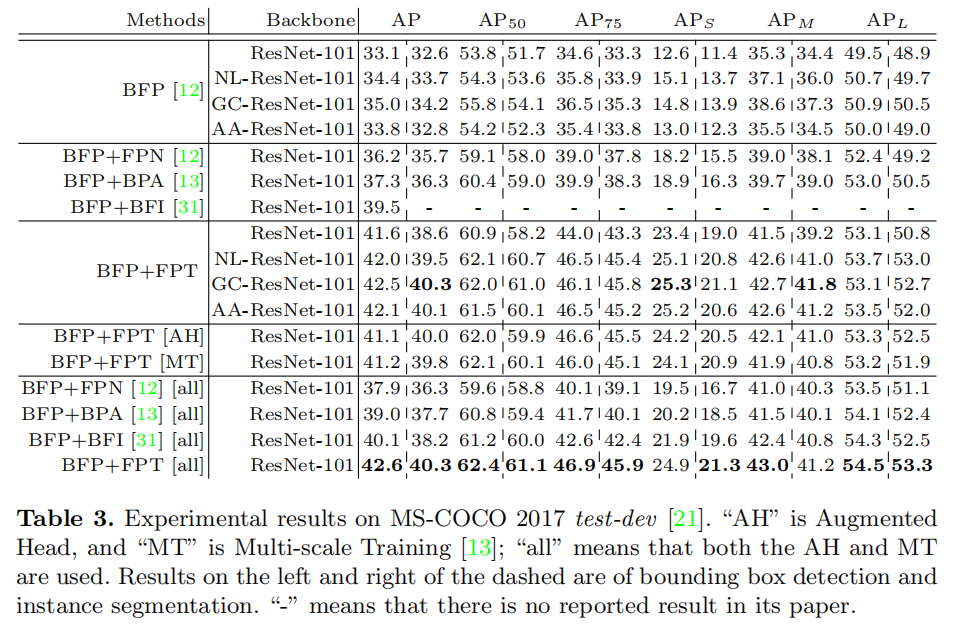 Methods Backbone AP AP50 AP75 APS APM APL
ResNet-101 33.1 32.6 53.8 51.7 34.6 33.3 12.6 11.4 35.3 34.4 49.5 48.9
BFP [12] NL-ResNet-101 34.4 33.7 54.3 53.6 35.8 33.9 15.1 13.7 37.1 36.0 50.7 49.7
GC-ResNet-101 35.0 34.2 55.8 54.1 36.5 35.3 14.8 13.9 38.6 37.3 50.9 50.5
AA-ResNet-101 33.8 32.8 54.2 52.3 35.4 33.8 13.0 12.3 35.5 34.5 50.0 49.0
BFP+FPN [12] ResNet-101 36.2 35.7 59.1 58.0 39.0 37.8 18.2 15.5 39.0 38.1 52.4 49.2
BFP+BPA [13] ResNet-101 37.3 36.3 60.4 59.0 39.9 38.3 18.9 16.3 39.7 39.0 53.0 50.5
BFP+BFI [31] ResNet-101 39.5 - - - - - - - - - - -
ResNet-101 41.6 38.6 60.9 58.2 44.0 43.3 23.4 19.0 41.5 39.2 53.1 50.8
BFP+FPT NL-ResNet-101 42.0 39.5 62.1 60.7 46.5 45.4 25.1 20.8 42.6 41.0 53.7 53.0
GC-ResNet-101 42.5 40.3 62.0 61.0 46.1 45.8 25.3 21.1 42.7 41.8 53.1 52.7
AA-ResNet-101 42.1 40.1 61.5 60.1 46.5 45.2 25.2 20.6 42.6 41.2 53.5 52.0
BFP+FPT [AH] ResNet-101 41.1 40.0 62.0 59.9 46.6 45.5 24.2 20.5 42.1 41.0 53.3 52.5
BFP+FPT [MT] ResNet-101 41.2 39.8 62.1 60.1 46.0 45.1 24.1 20.9 41.9 40.8 53.2 51.9
BFP+FPN [12] [all] ResNet-101 37.9 36.3 59.6 58.8 40.1 39.1 19.5 16.7 41.0 40.3 53.5 51.1
BFP+BPA [13] [all] ResNet-101 39.0 37.7 60.8 59.4 41.7 40.1 20.2 18.5 41.5 40.1 54.1 52.4
BFP+BFI [31] [all] ResNet-101 40.1 38.2 61.2 60.0 42.6 42.4 21.9 19.6 42.4 40.8 54.3 52.5
BFP+FPT [all] ResNet-101 42.6 40.3 62.4 61.1 46.9 45.9 24.9 21.3 43.0 41.2 54.5 53.3
Table 3. Experimental results on MS-COCO 2017 test-dev [21]. “AH” is Augmented
Head, and “MT” is Multi-scale Training [13]; “all” means that both the AH and MT
are used. Results on the left and right of the dashed are of bounding box detection and
instance segmentation. “-” means that there is no reported result in its paper.